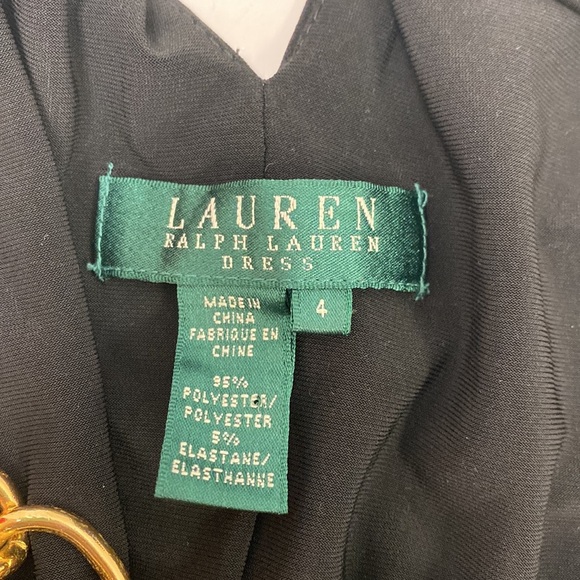 LAUREN
RALPH LAUREN
DRESS
4
MADE IN
CHINA
FABRIQUE EN
CHINE
95%
POLYESTER/
POLYESTER
5%
ELASTANE/
ELASTHANNE